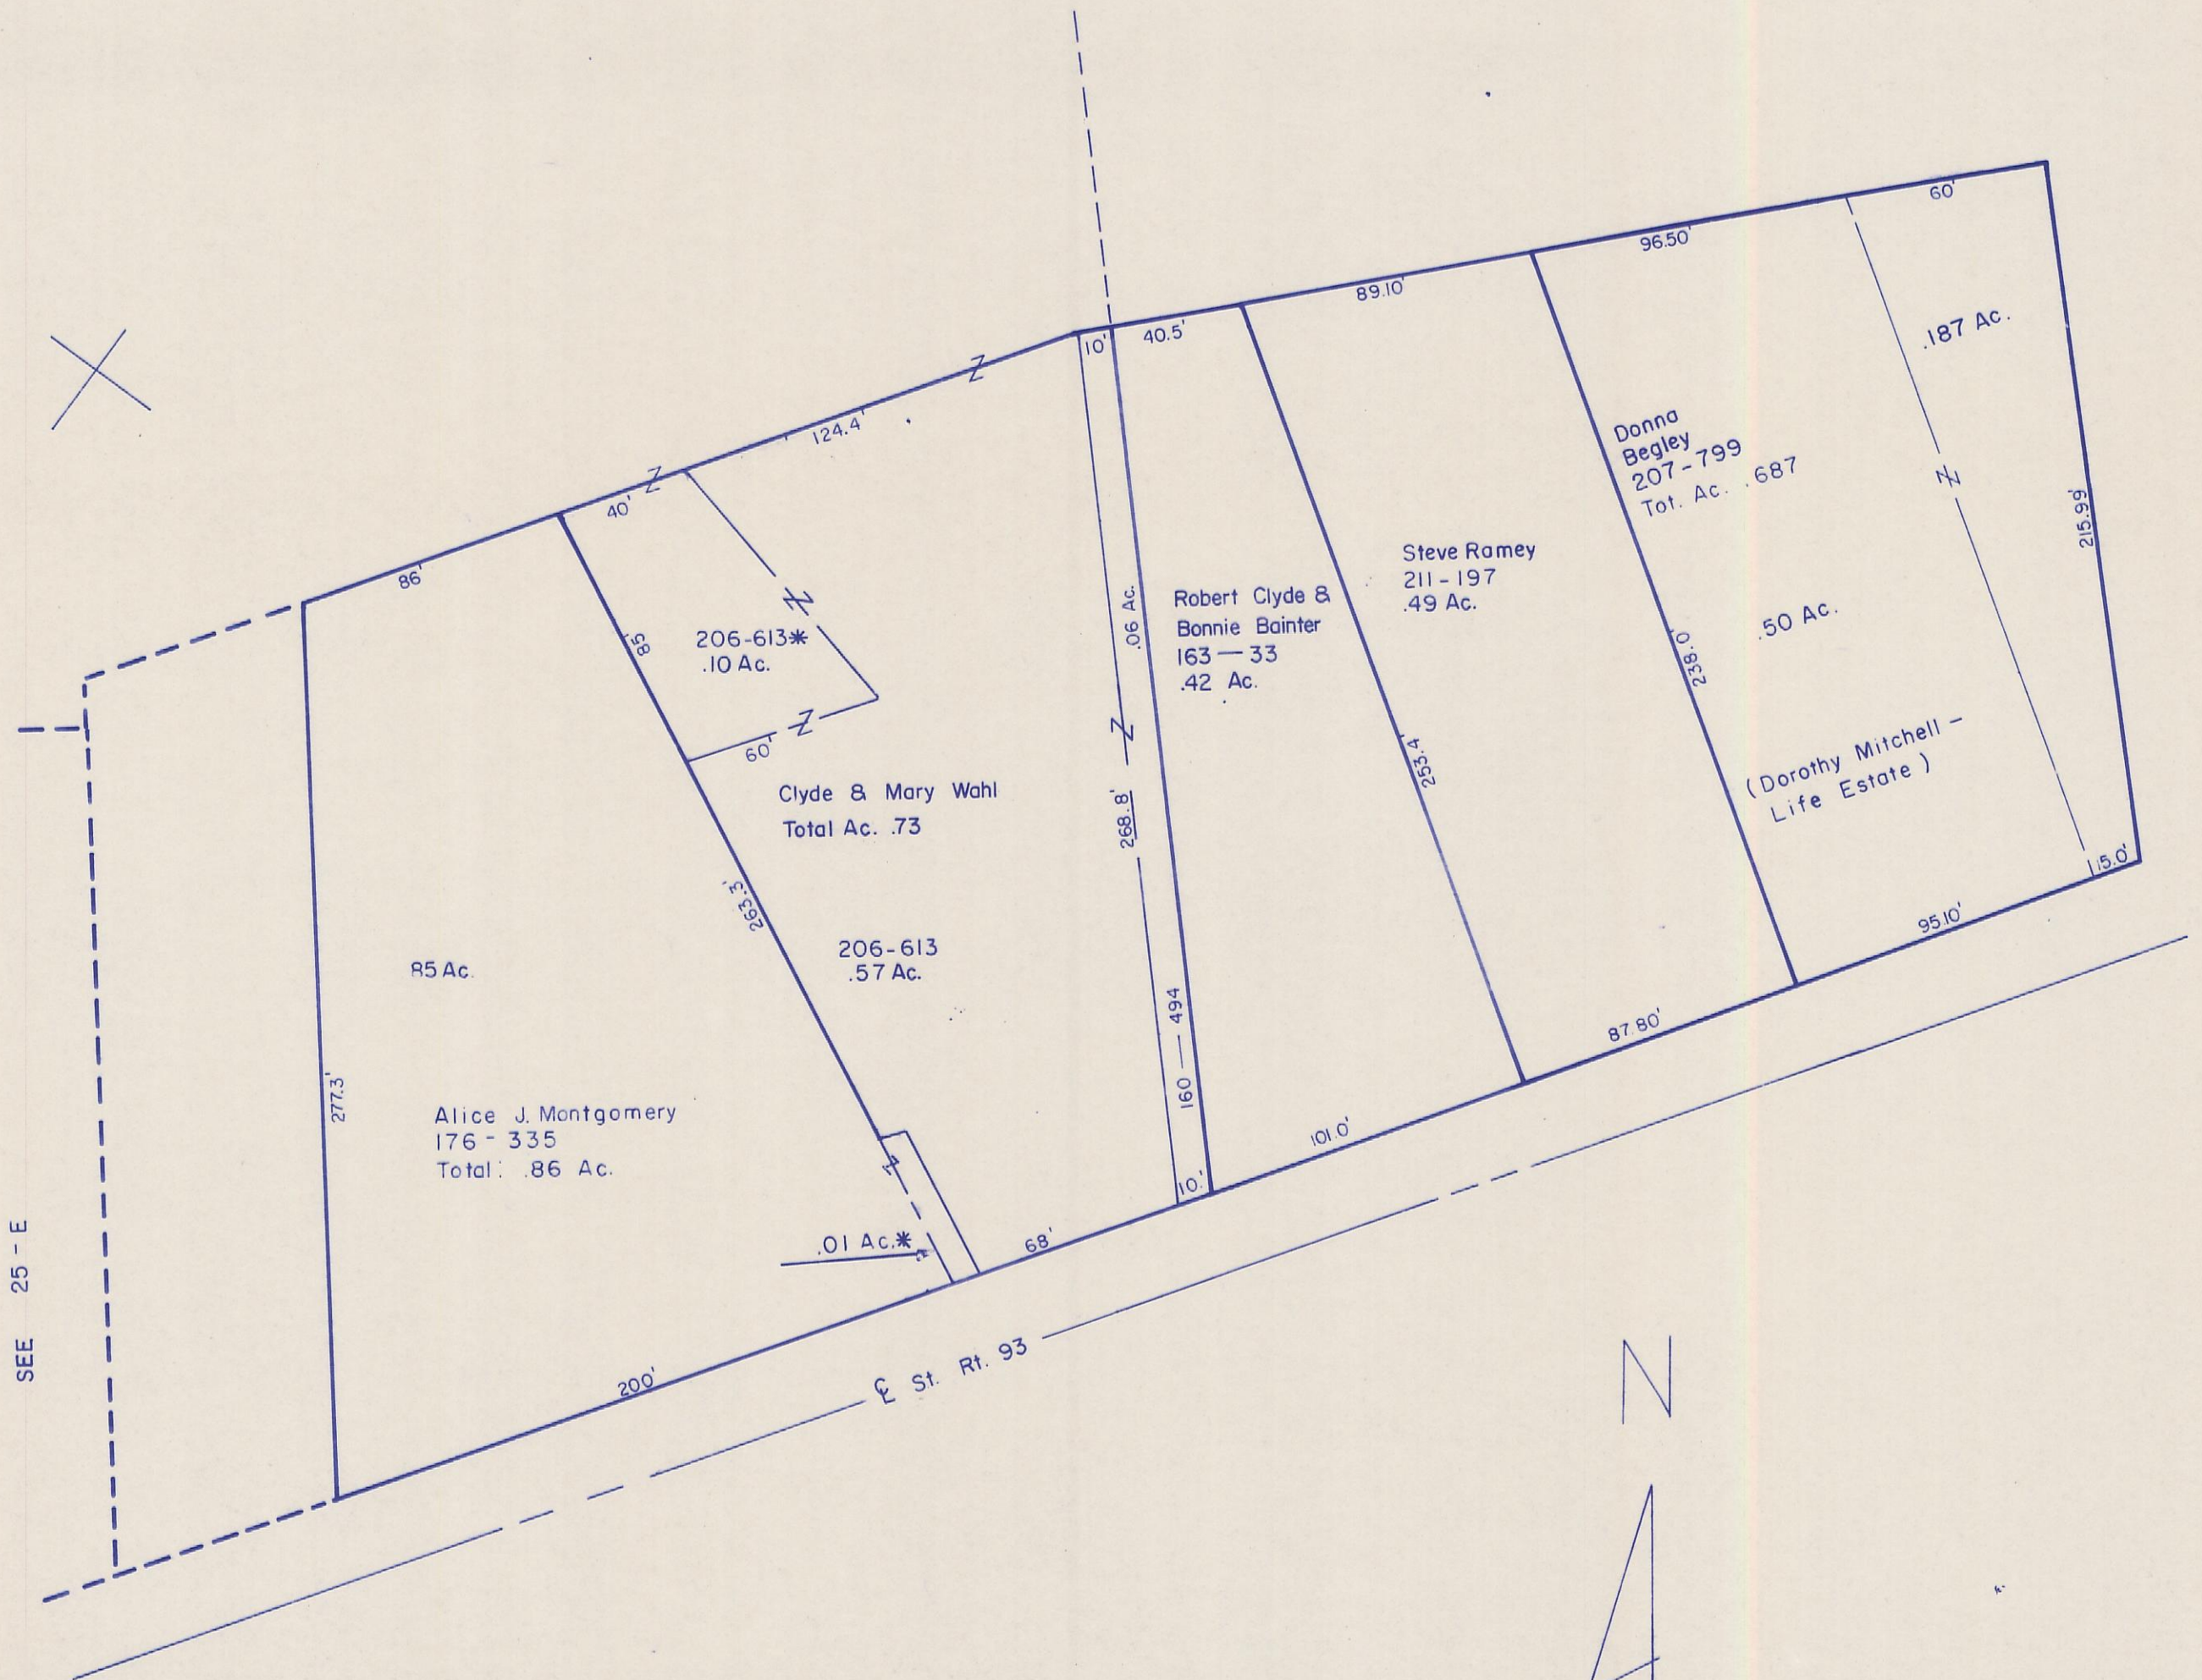 60'
96.50'
89.10'
40.5'
10'
124.4'
40'
86'
.187 Ac.
Donna
Begley
207-799
Tot. Ac. .687
215.99'
.50 Ac.
238.0'
(Dorothy Mitchell -
Life Estate)
15.0'
95.10'
Steve Ramey
211-197
.49 Ac.
253.4'
87.80'
Robert Clyde &
Bonnie Bainter
163 — 33
.42 Ac.
101.0'
.06 Ac.
268.8'
160 — 494
10.'
85'
206-613*
.10 Ac.
60'
Clyde & Mary Wahl
Total Ac. .73
263.3'
206-613
.57 Ac.
68'
85 Ac.
277.3'
Alice J. Montgomery
176 - 335
Total: .86 Ac.
.01 Ac.*
200'
SEE 25-E
℄ St. Rt. 93
N